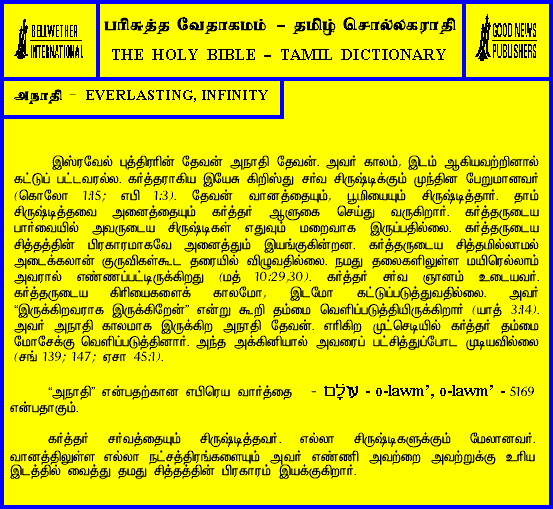 BELLWETHER
INTERNATIONAL
பரிசுத்த வேதாகமம் - தமிழ் சொல்லகராதி
THE HOLY BIBLE - TAMIL DICTIONARY
GOOD NEWS
PUBLISHERS
அநாதி - EVERLASTING, INFINITY
இஸ்ரவேல் புத்திரரின் தேவன் அநாதி தேவன். அவர் காலம், இடம் ஆகியவற்றினால்
கட்டுப் பட்டவரல்ல. கர்த்தராகிய இயேசு கிறிஸ்து சர்வ சிருஷ்டிக்கும் முந்தின பேறுமானவர்
(கொலோ 1:15; எபி 1:3). தேவன் வானத்தையும், பூமியையும் சிருஷ்டித்தார். தாம்
சிருஷ்டித்தவை அனைத்தையும் கர்த்தர் ஆளுகை செய்து வருகிறார். கர்த்தருடைய
பார்வையில் அவருடைய சிருஷ்டிகள் எதுவும் மறைவாக இருப்பதில்லை. கர்த்தருடைய
சித்தத்தின் பிரகாரமாகவே அனைத்தும் இயங்குகின்றன. கர்த்தருடைய சித்தயில்லாமல்
அடைக்கலான் குருவிகள்கூட தரையில் விழுவதில்லை. நமது தலைகளிலுள்ள மயிரெல்லாம்
அவரால் எண்ணப்பட்டிருக்கிறது (மத் 10:29,30). கர்த்தர் சர்வ ஞானம் உடையவர்.
கர்த்தருடைய கிரியைகளைக் காலமோ, இடமோ கட்டுப்படுத்துவதில்லை. அவர்
"இருக்கிறவராக இருக்கிறேன்" என்று கூறி தம்மை வெளிப்படுத்தியிருக்கிறார் (யாத் 3:14).
அவர் அநாதி காலமாக இருக்கிற அநாதி தேவன். எரிகிற முட்செடியில் கர்த்தர் தம்மை
மோசேக்கு வெளிப்படுத்தினார். அந்த அக்கினியால் அவரைப் பட்சித்துப்போட முடியவில்லை
(சங் 139; 147; ஏசா 45:1).
"அநாதி" என்பதற்கான எபிரெய வார்த்தை - עֹלָם - o-lawm', o-lawm' - 5169
என்பதாகும்.
கர்த்தர் சர்வத்தையும் சிருஷ்டித்தவர். எல்லா சிருஷ்டிகளுக்கும் மேலானவர்.
வானத்திலுள்ள எல்லா நட்சத்திரங்களையும் அவர் எண்ணி அவற்றை அவற்றுக்கு உரிய
இடத்தில் வைத்து தமது சித்தத்தின் பிரகாரம் இயக்குகிறார்.